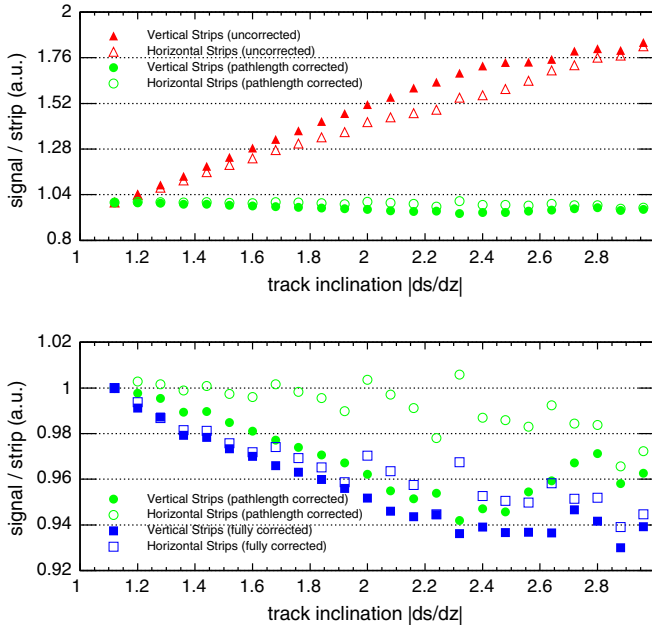 2
1.76
1.52
1.28
1.04
0.8
signal / strip (a.u.)
Vertical Strips (uncorrected)
Horizontal Strips (uncorrected)
Vertical Strips (pathlength corrected)
Horizontal Strips (pathlength corrected)
1 1.2 1.4 1.6 1.8 2 2.2 2.4 2.6 2.8
track inclination |ds/dz|
1.02
1
0.98
0.96
0.94
0.92
signal / strip (a.u.)
Vertical Strips (pathlength corrected)
Horizontal Strips (pathlength corrected)
Vertical Strips (fully corrected)
Horizontal Strips (fully corrected)
1 1.2 1.4 1.6 1.8 2 2.2 2.4 2.6 2.8
track inclination |ds/dz|